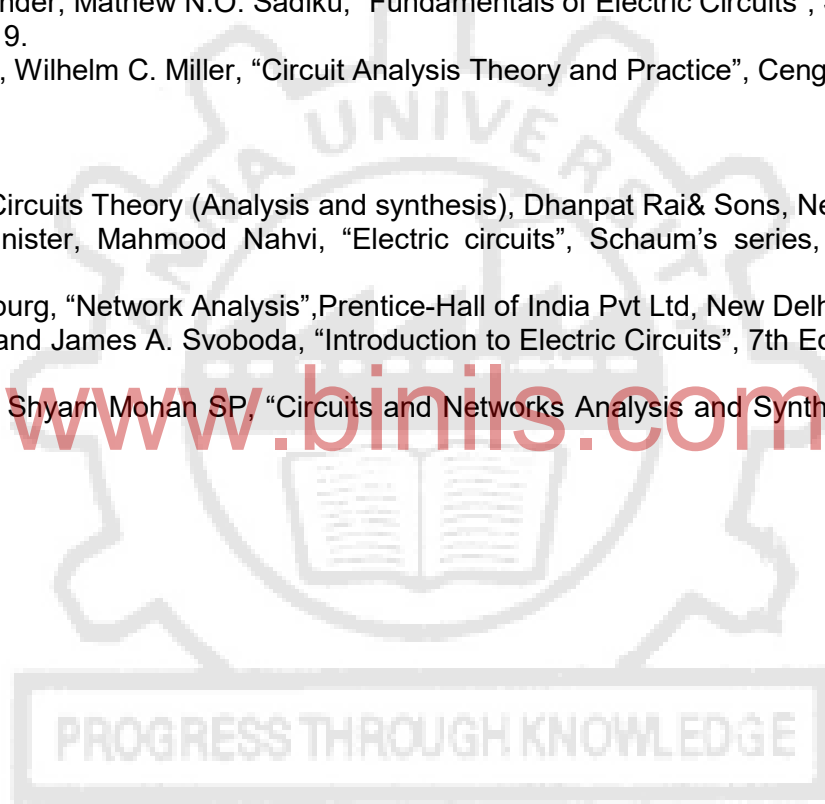 nder, Mathew N.O. Sadiku, "Fundamentals of Electric Circuits",
9.
, Wilhelm C. Miller, “Circuit Analysis Theory and Practice”, Ceng
UNIVERSIT
Circuits Theory (Analysis and synthesis), Dhanpat Rai& Sons, Ne
nister, Mahmood Nahvi, “Electric circuits”, Schaum’s series,
burg, “Network Analysis”,Prentice-Hall of India Pvt Ltd, New Delh
and James A. Svoboda, “Introduction to Electric Circuits”, 7th Ec
Shyam Mohan SP, “Circuits and Networks Analysis and Synth
www.binils.com
PROGRESS THROUGH KNOWLEDGE